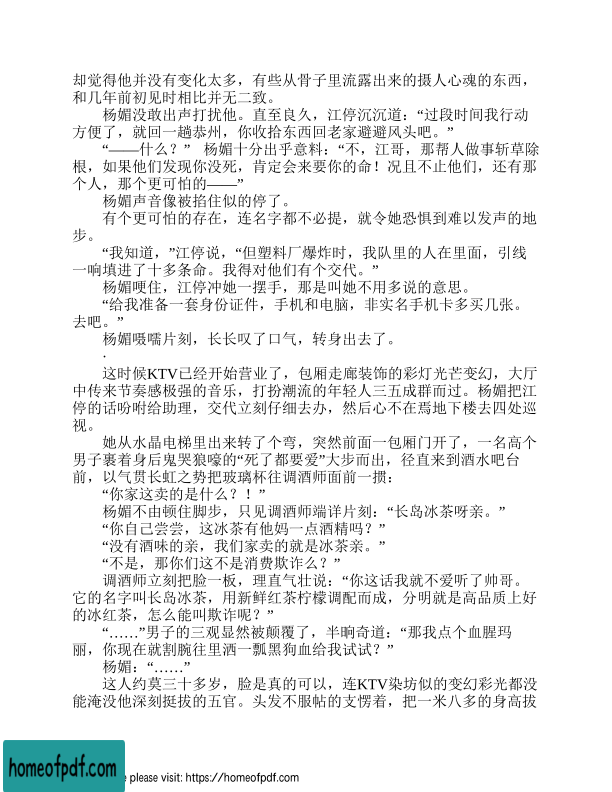 却觉得他并没有变化太多，有些从骨子里流露出来的摄人心魂的东西，
和几年前初见时相比并无二致。
杨媚没敢出声打扰他。直至良久，江停沉沉道：“过段时间我行动
方便了，就回一趟恭州，你收拾东西回老家避避风头吧。”
“——什么？” 杨媚十分出乎意料：“不，江哥，那帮人做事斩草除
根，如果他们发现你没死，肯定会来要你的命！况且不止他们，还有那
个人，那个更可怕的——”
杨媚声音像被掐住似的停了。
有个更可怕的存在，连名字都不必提，就令她恐惧到难以发声的地
步。
“我知道，”江停说，“但塑料厂爆炸时，我队里的人在里面，引线
一响填进了十多条命。我得对他们有个交代。”
杨媚哽住，江停冲她一摆手，那是叫她不用多说的意思。
“给我准备一套身份证件，手机和电脑，非实名手机卡多买几张。
去吧。”
杨媚嗫嚅片刻，长长叹了口气，转身出去了。
·
这时候KTV已经开始营业了，包厢走廊装饰的彩灯光芒变幻，大厅
中传来节奏感极强的音乐，打扮潮流的年轻人三五成群而过。杨媚把江
停的话吩咐给助理，交代立刻仔细去办，然后心不在焉地下楼去四处巡
视。
她从水晶电梯里出来转了个弯，突然前面一包厢门开了，一名高个
男子裹着身后鬼哭狼嚎的“死了都要爱”大步而出，径直来到酒水吧台
前，以气贯长虹之势把玻璃杯往调酒师面前一掼：
“你家这卖的是什么？！”
杨媚不由顿住脚步，只见调酒师端详片刻：“长岛冰茶呀亲。”
“你自己尝尝，这冰茶有他妈一点酒精吗？”
“没有酒味的亲，我们家卖的就是冰茶亲。”
“不是，那你们这不是消费欺诈么？”
调酒师立刻把脸一板，理直气壮说：“你这话我就不爱听了帅哥。
它的名字叫长岛冰茶，用新鲜红茶柠檬调配而成，分明就是高品质上好
的冰红茶，怎么能叫欺诈呢？”
“……”男子的三观显然被颠覆了，半晌奇道：“那我点个血腥玛
丽，你现在就割腕往里洒一瓢黑狗血给我试试？”
杨媚：“……”
这人约莫三十多岁，脸是真的可以，连KTV染坊似的变幻彩光都没
能淹没他深刻挺拔的五官。头发不服帖的支愣着，把一米八多的身高拔
homeofpdf.com
e please visit: https://homeofpdf.com